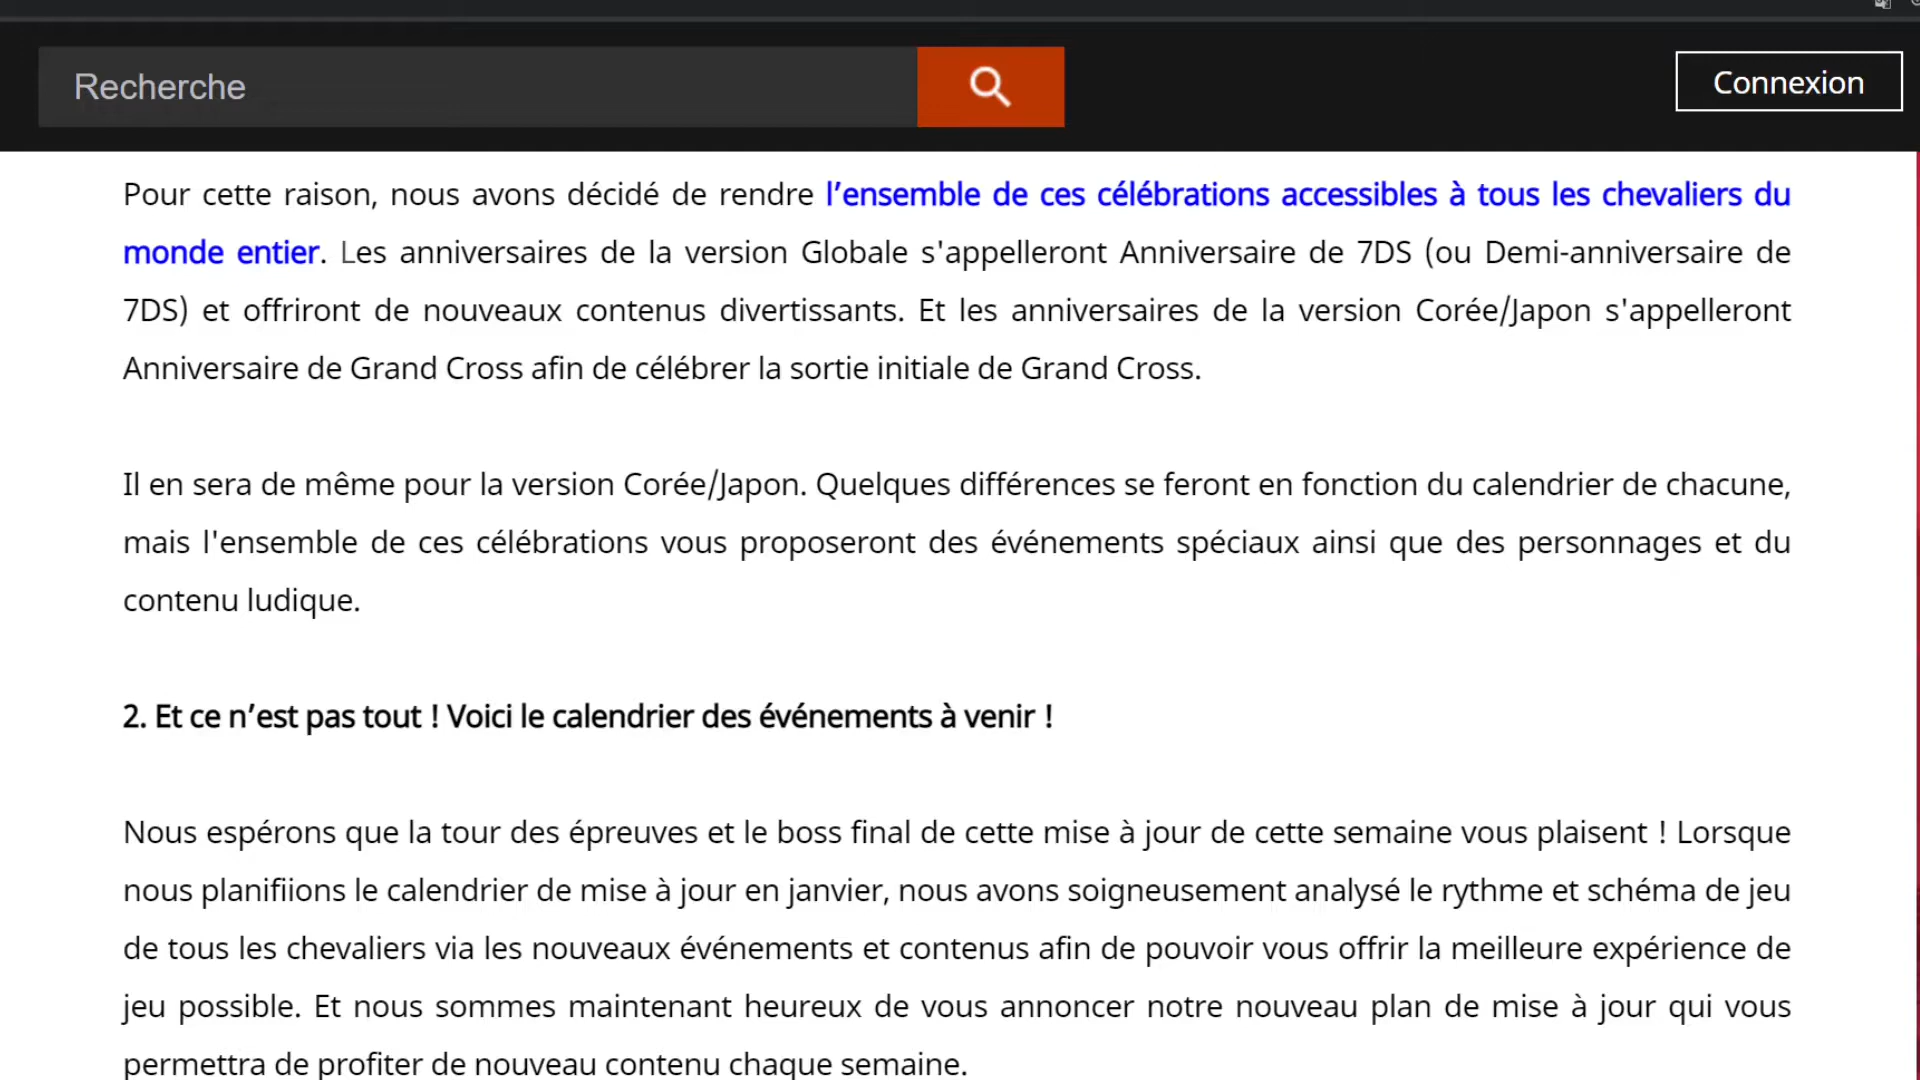 Recherche
Connexion
Pour cette raison, nous avons décidé de rendre l’ensemble de ces célébrations accessibles à tous les chevaliers du
monde entier. Les anniversaires de la version Globale s'appelleront Anniversaire de 7DS (ou Demi-anniversaire de
7DS) et offriront de nouveaux contenus divertissants. Et les anniversaires de la version Corée/Japon s'appelleront
Anniversaire de Grand Cross afin de célébrer la sortie initiale de Grand Cross.
Il en sera de même pour la version Corée/Japon. Quelques différences se feront en fonction du calendrier de chacune,
mais l'ensemble de ces célébrations vous proposeront des événements spéciaux ainsi que des personnages et du
contenu ludique.
2. Et ce n’est pas tout ! Voici le calendrier des événements à venir !
Nous espérons que la tour des épreuves et le boss final de cette mise à jour de cette semaine vous plaisent ! Lorsque
nous planifiions le calendrier de mise à jour en janvier, nous avons soigneusement analysé le rythme et schéma de jeu
de tous les chevaliers via les nouveaux événements et contenus afin de pouvoir vous offrir la meilleure expérience de
jeu possible. Et nous sommes maintenant heureux de vous annoncer notre nouveau plan de mise à jour qui vous
permettra de profiter de nouveau contenu chaque semaine.